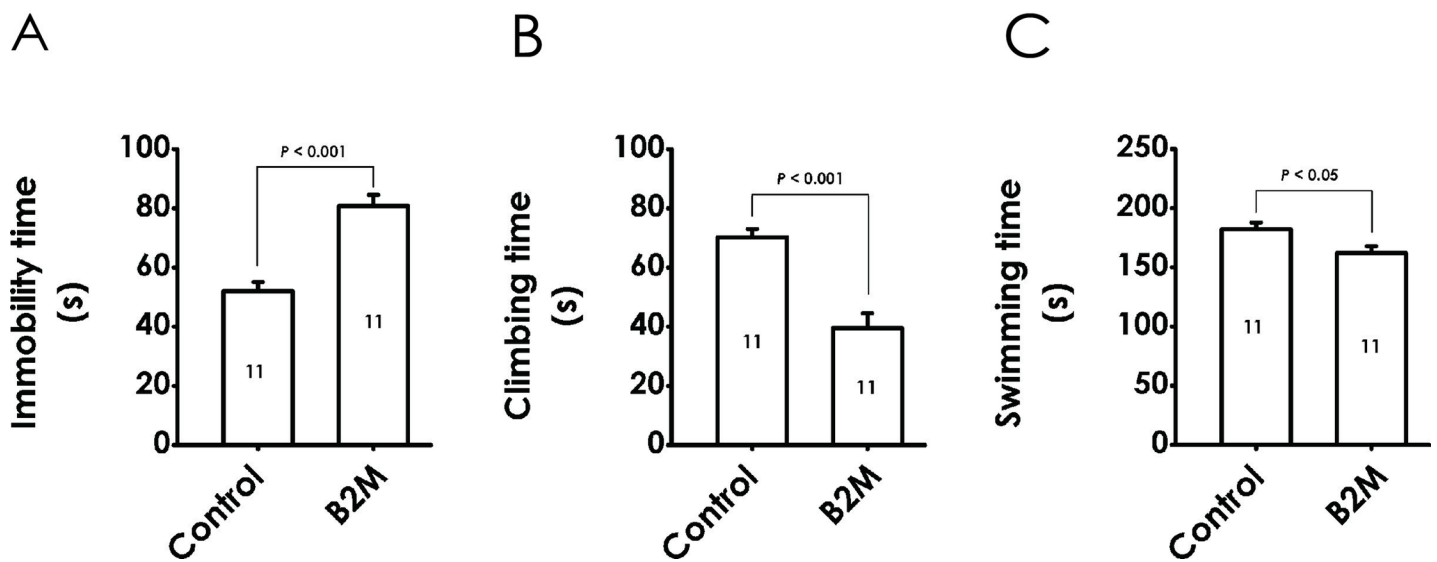 A
B
C
Immobility time
(s)
100
80
60
40
20
0
P < 0.001
11
11
Control
B2M
Climbing time
(s)
100
80
60
40
20
0
P < 0.001
11
11
Control
B2M
Swimming time
(s)
250
200
150
100
50
0
P < 0.05
11
11
Control
B2M